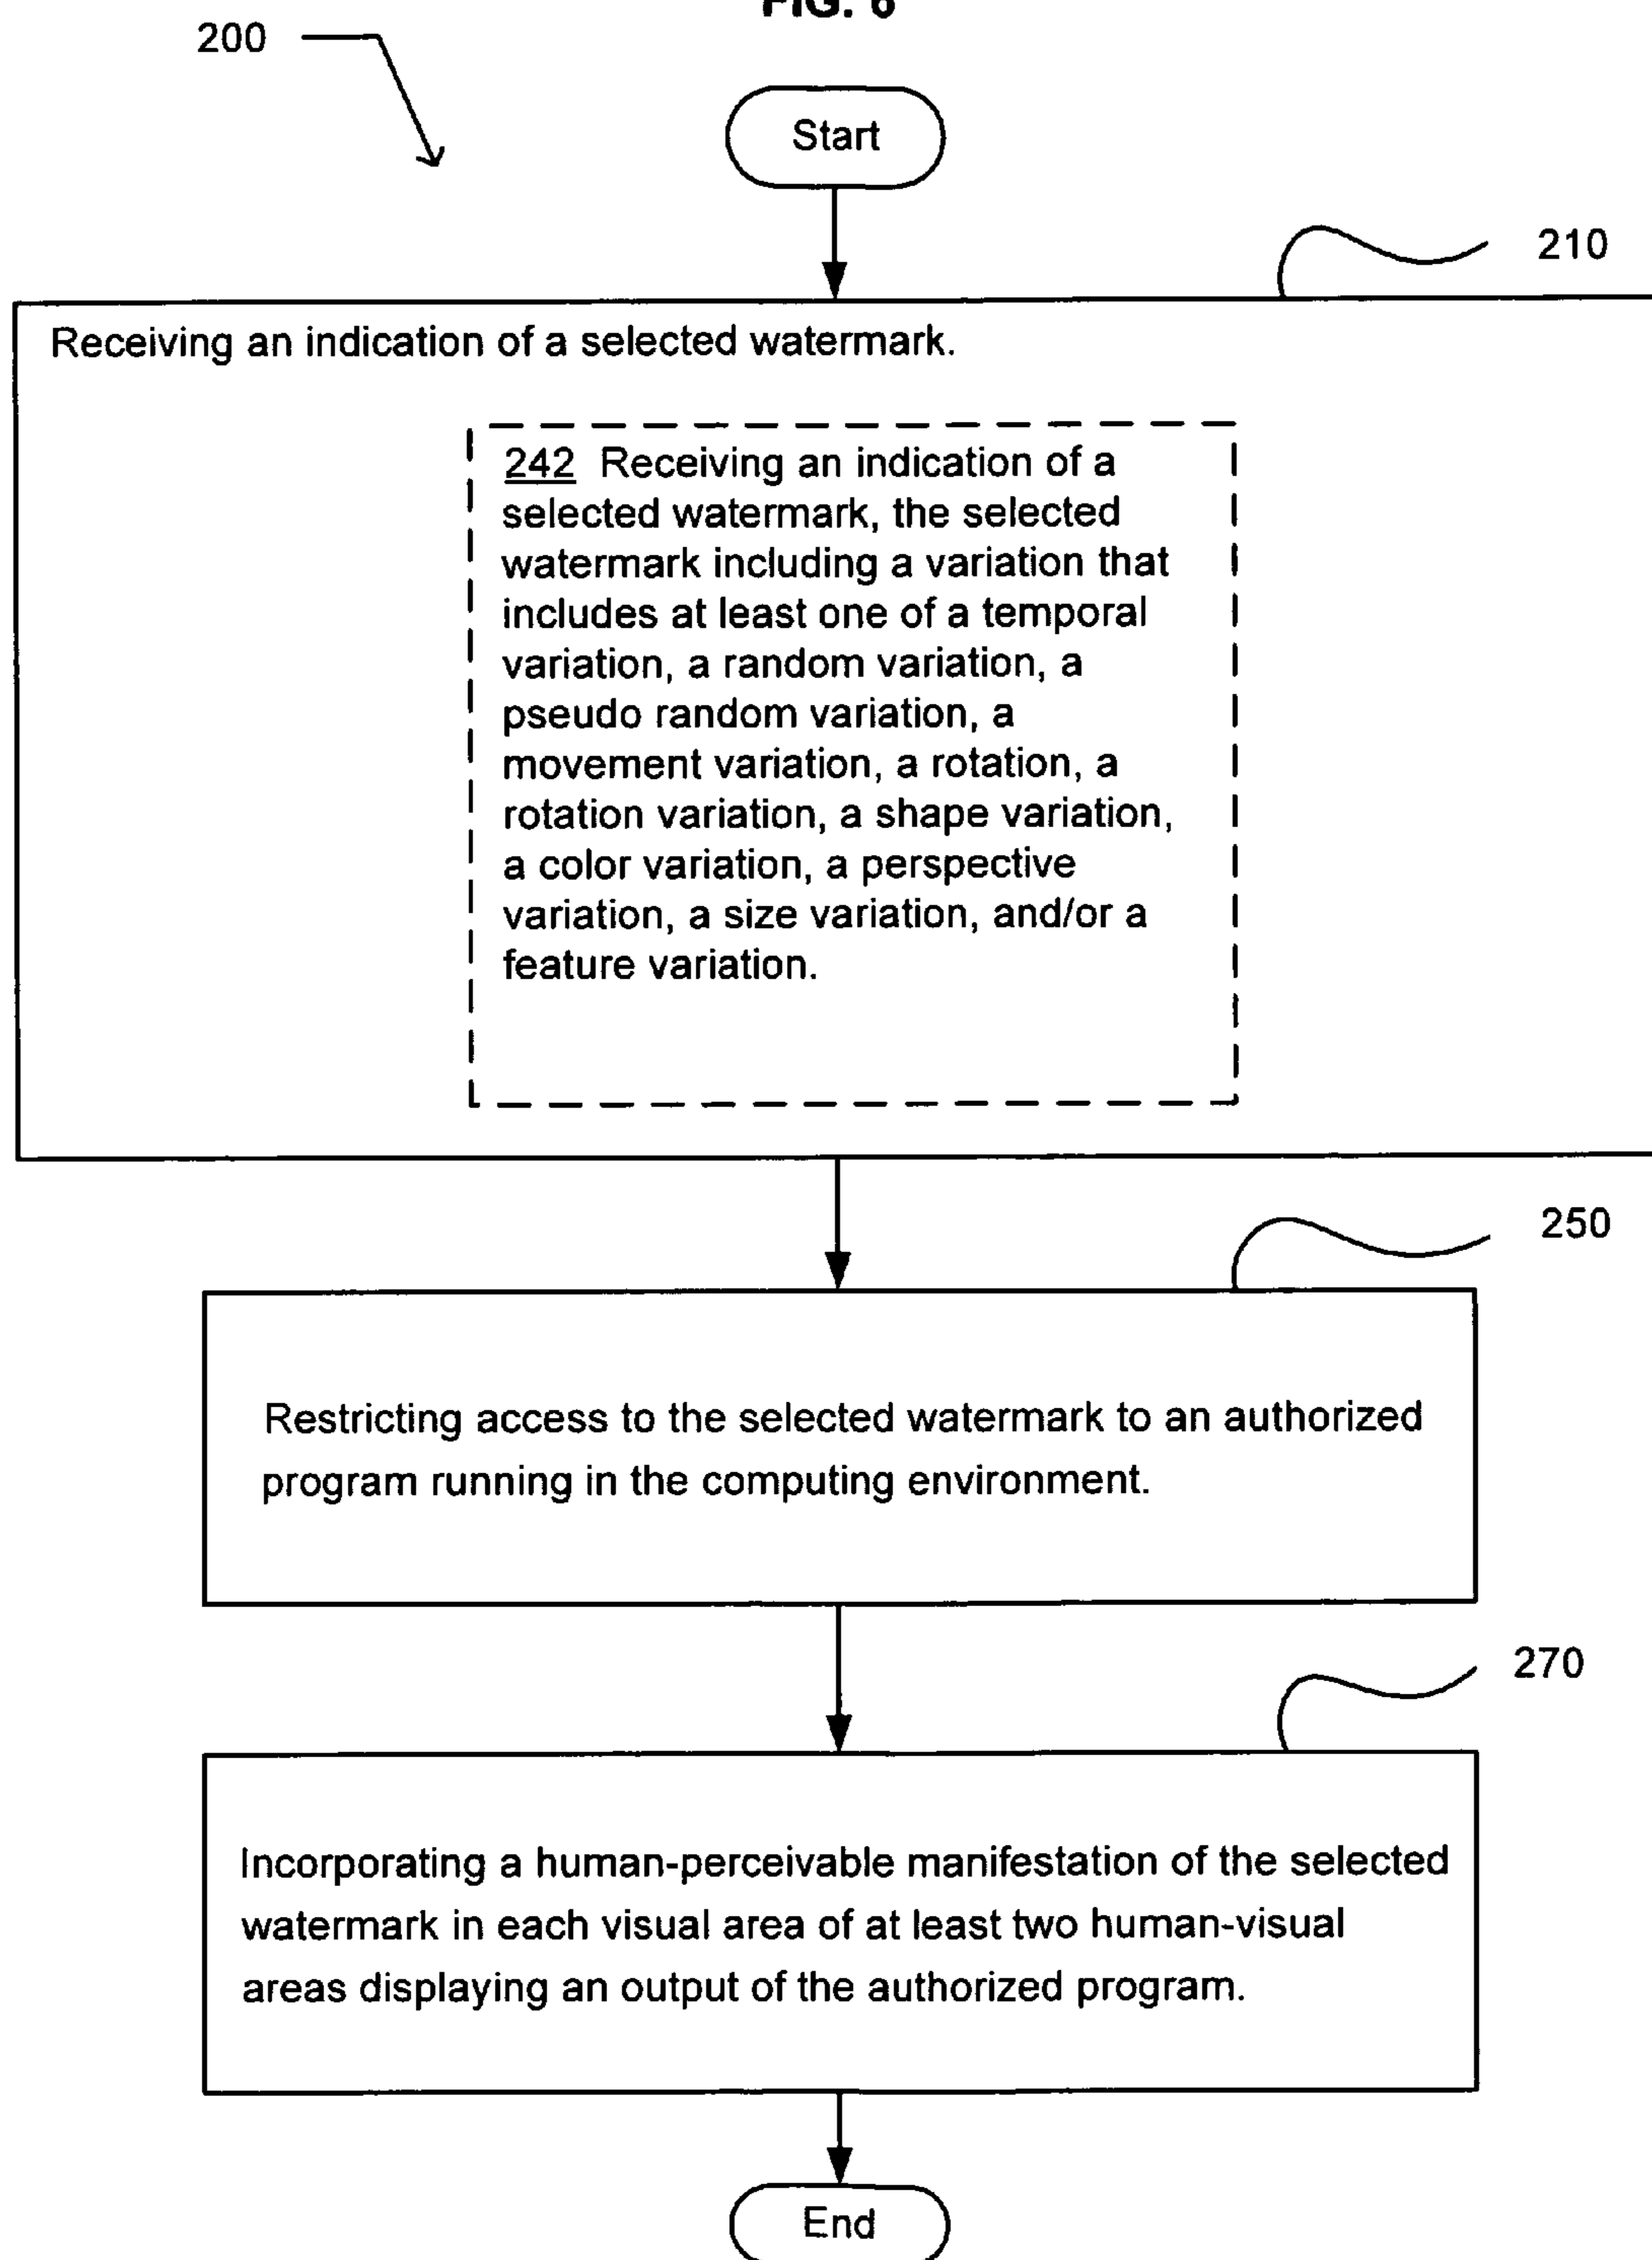 FIG. 6
200
Start
210
Receiving an indication of a selected watermark.
242 Receiving an indication of a
selected watermark, the selected
watermark including a variation that
includes at least one of a temporal
variation, a random variation, a
pseudo random variation, a
movement variation, a rotation, a
rotation variation, a shape variation,
a color variation, a perspective
variation, a size variation, and/or a
feature variation.
250
Restricting access to the selected watermark to an authorized
program running in the computing environment.
270
Incorporating a human-perceivable manifestation of the selected
watermark in each visual area of at least two human-visual
areas displaying an output of the authorized program.
End